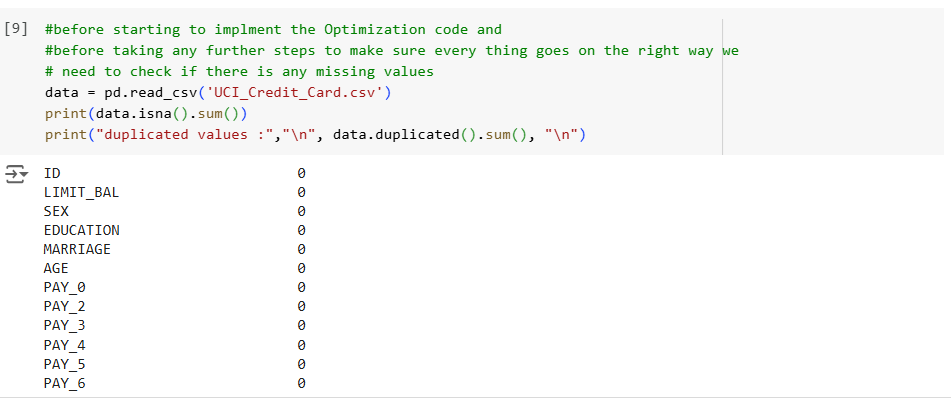 [9] #before starting to implment the Optimization code and
#before taking any further steps to make sure every thing goes on the right way we
# need to check if there is any missing values
data = pd.read_csv('UCI_Credit_Card.csv')
print(data.isna().sum())
print("duplicated values :","\n", data.duplicated().sum(), "\n")
ID 0
LIMIT_BAL 0
SEX 0
EDUCATION 0
MARRIAGE 0
AGE 0
PAY_0 0
PAY_2 0
PAY_3 0
PAY_4 0
PAY_5 0
PAY_6 0